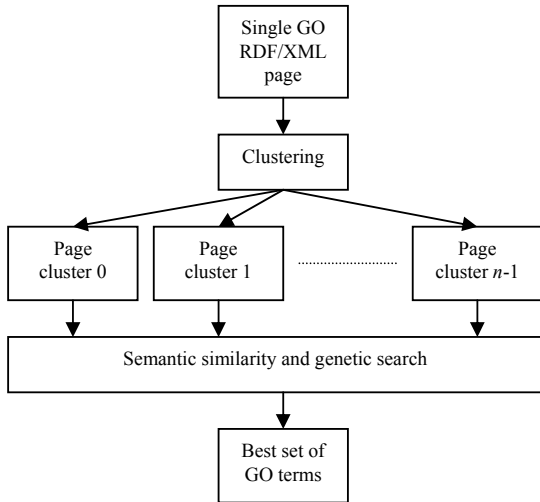 Single GO
RDF/XML
page
Clustering
Page
cluster 0
Page
cluster 1
...........................
Page
cluster n-1
Semantic similarity and genetic search
Best set of
GO terms